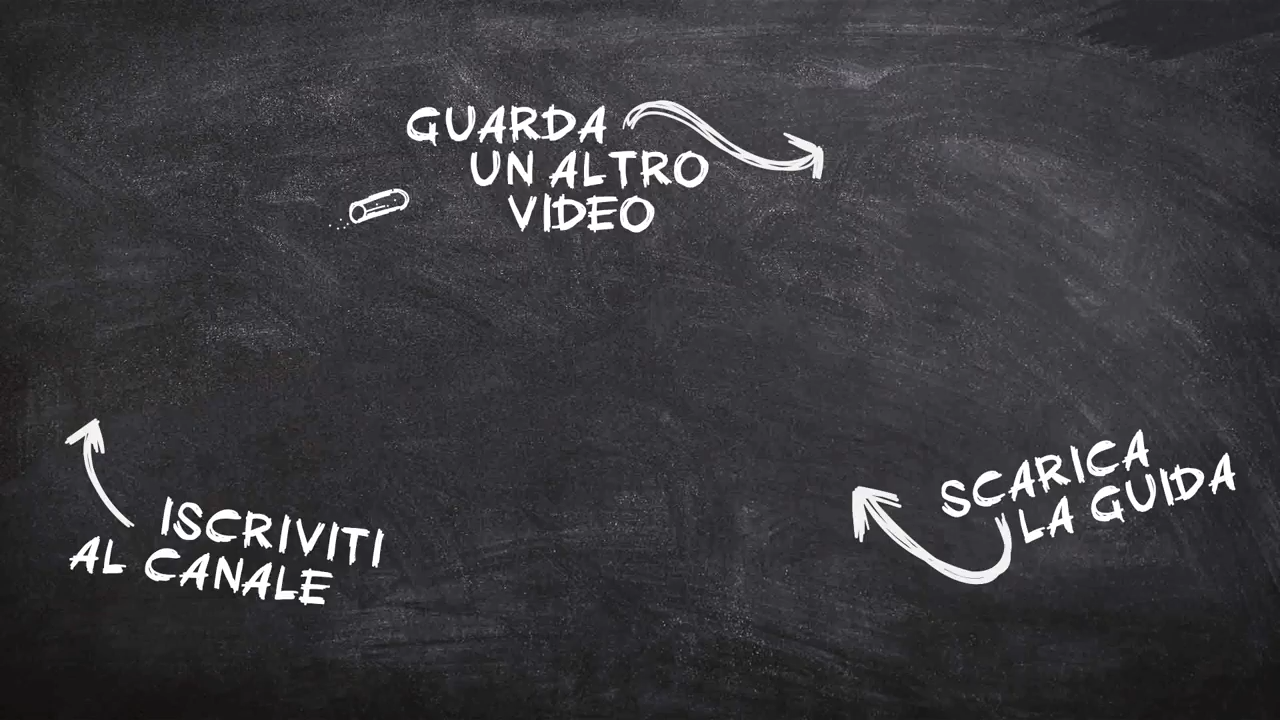 GUARDA
UN ALTRO
VIDEO
ISCRIVITI
AL CANALE
SCARICA
LA GUIDA